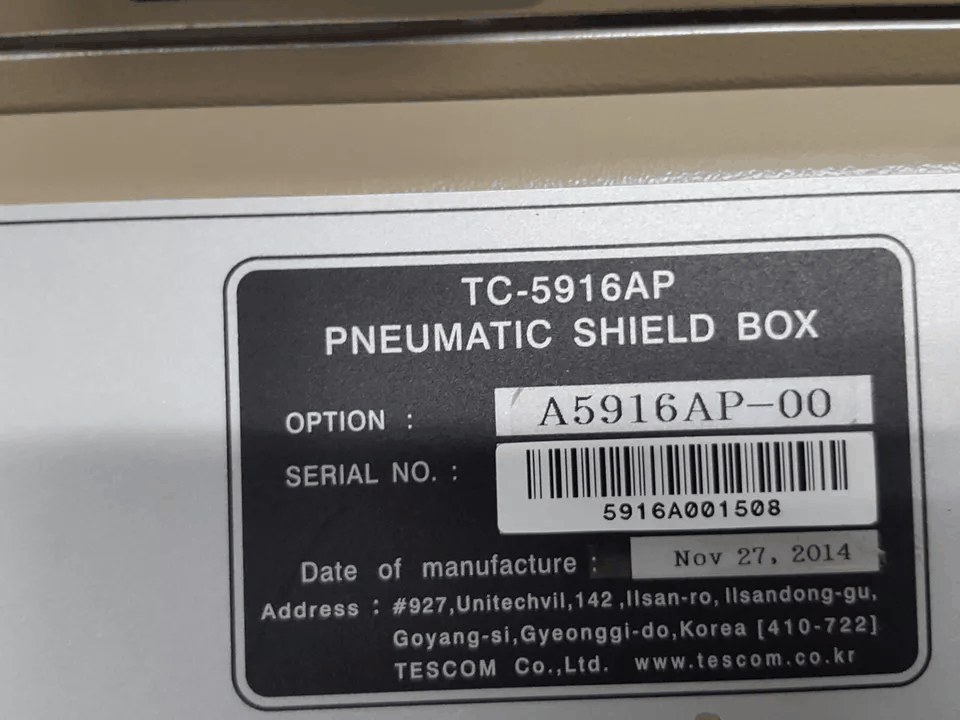 TC-5916AP
PNEUMATIC SHIELD BOX
OPTION : A5916AP-00
SERIAL NO. :
5916A001508
Date of manufacture : Nov 27, 2014
Address : #927,Unitechvil,142 ,Ilsan-ro, Ilsandong-gu,
Goyang-si,Gyeonggi-do,Korea [410-722]
TESCOM Co.,Ltd. www.tescom.co.kr